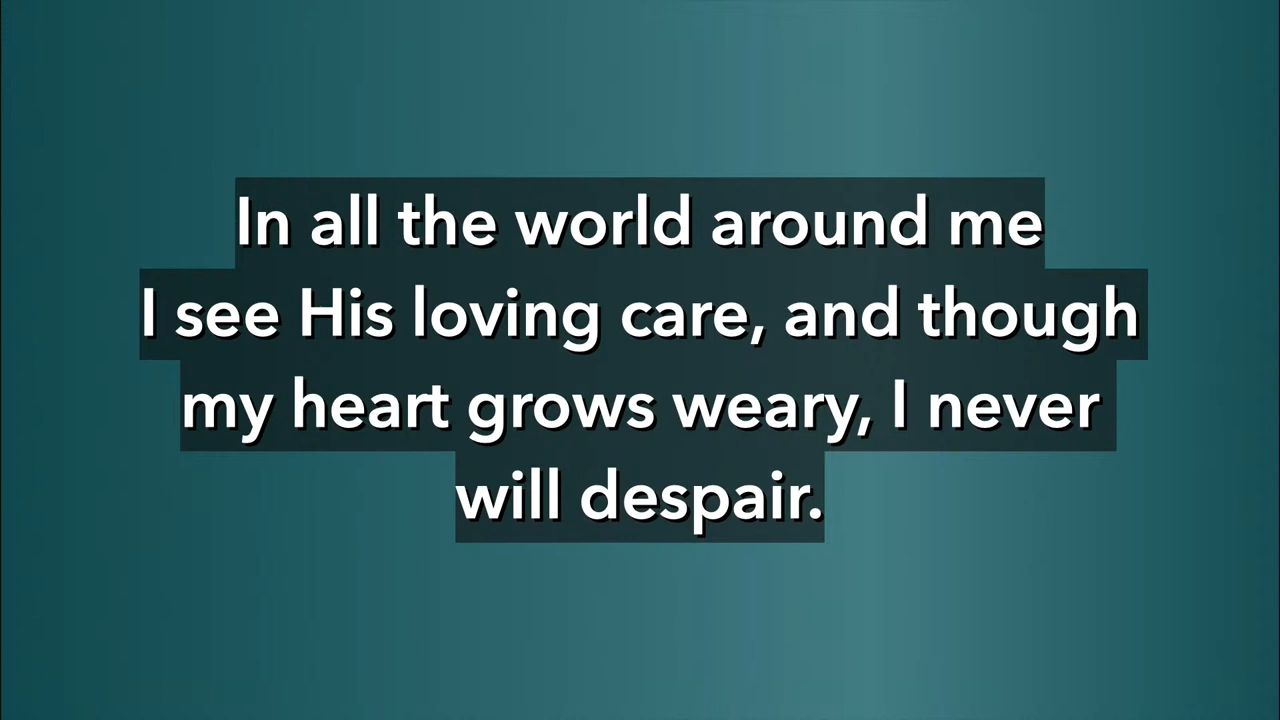 In all the world around me
I see His loving care, and though
my heart grows weary, I never
will despair.